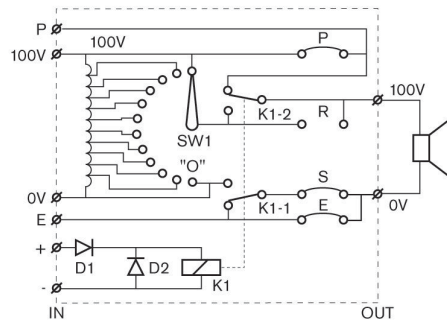 P
100V
100V
P
100V
K1-2
R
SW1
"O"
S
0V
K1-1
0V
E
E
+
D1
D2
K1
-
IN
OUT